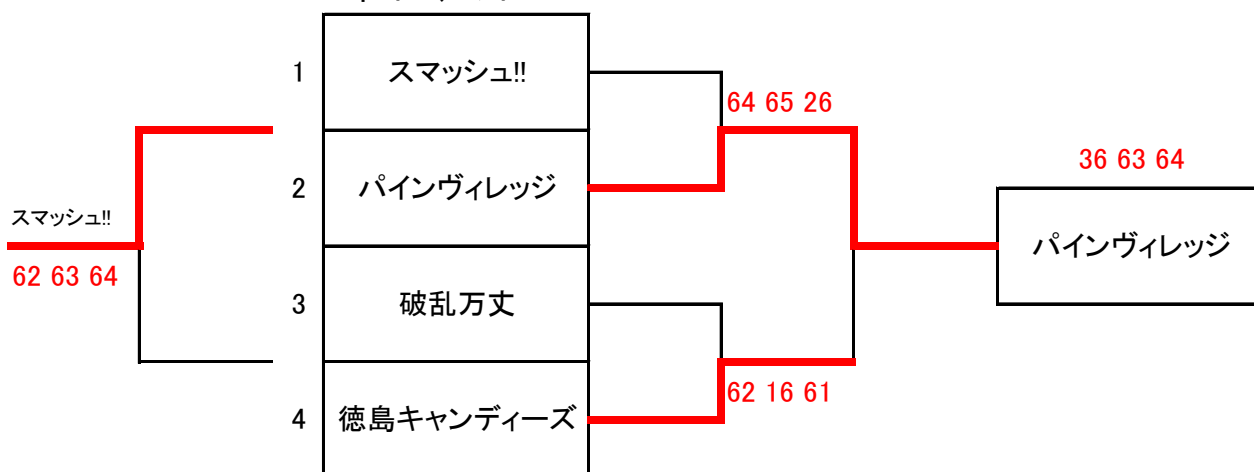 1 スマッシュ!!
64 65 26
2 パインヴィレッジ
36 63 64
スマッシュ!!
パインヴィレッジ
62 63 64
3 破乱万丈
62 16 61
4 徳島キャンディーズ